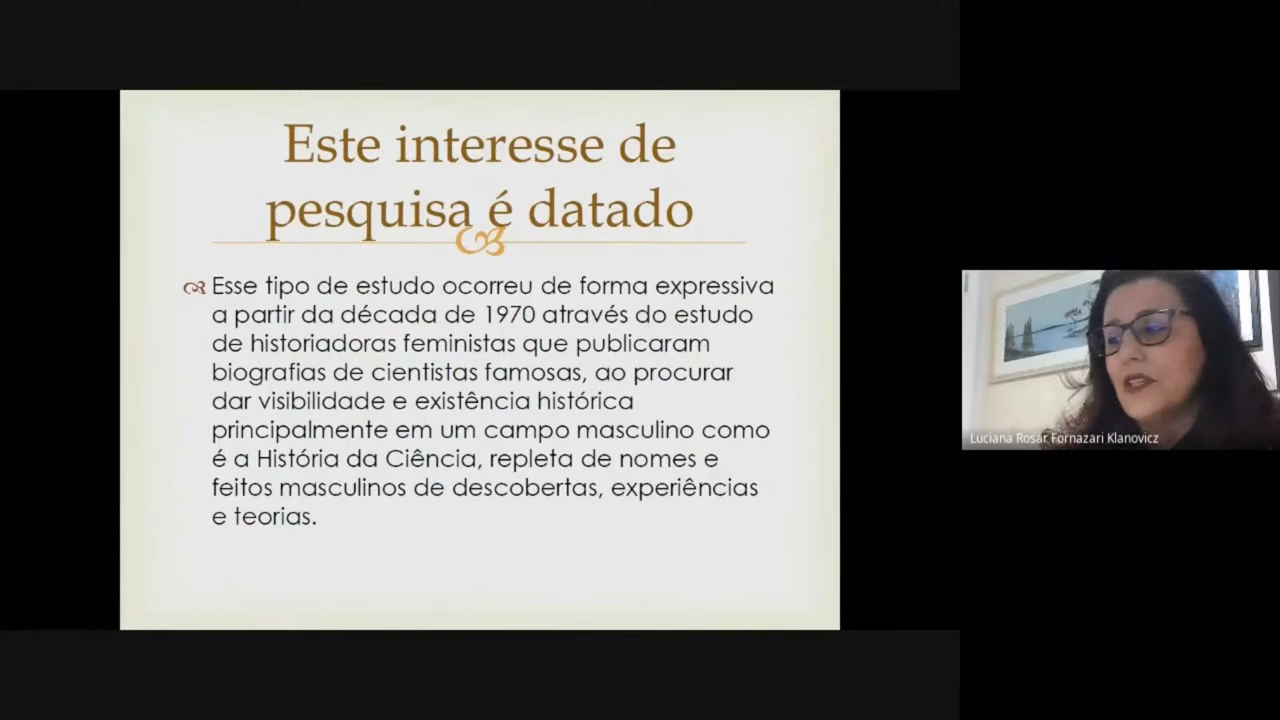 Este interesse de
pesquisa é datado
Esse tipo de estudo ocorreu de forma expressiva
a partir da década de 1970 através do estudo
de historiadoras feministas que publicaram
biografias de cientistas famosas, ao procurar
dar visibilidade e existência histórica
principalmente em um campo masculino como
é a História da Ciência, repleta de nomes e
feitos masculinos de descobertas, experiências
e teorias.
Luciana Rosar Fornazari Klanovicz